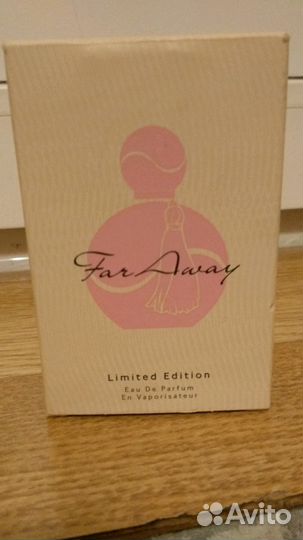 Far Away
Limited Edition
Eau De Parfum
En Vaporisateur
Avito